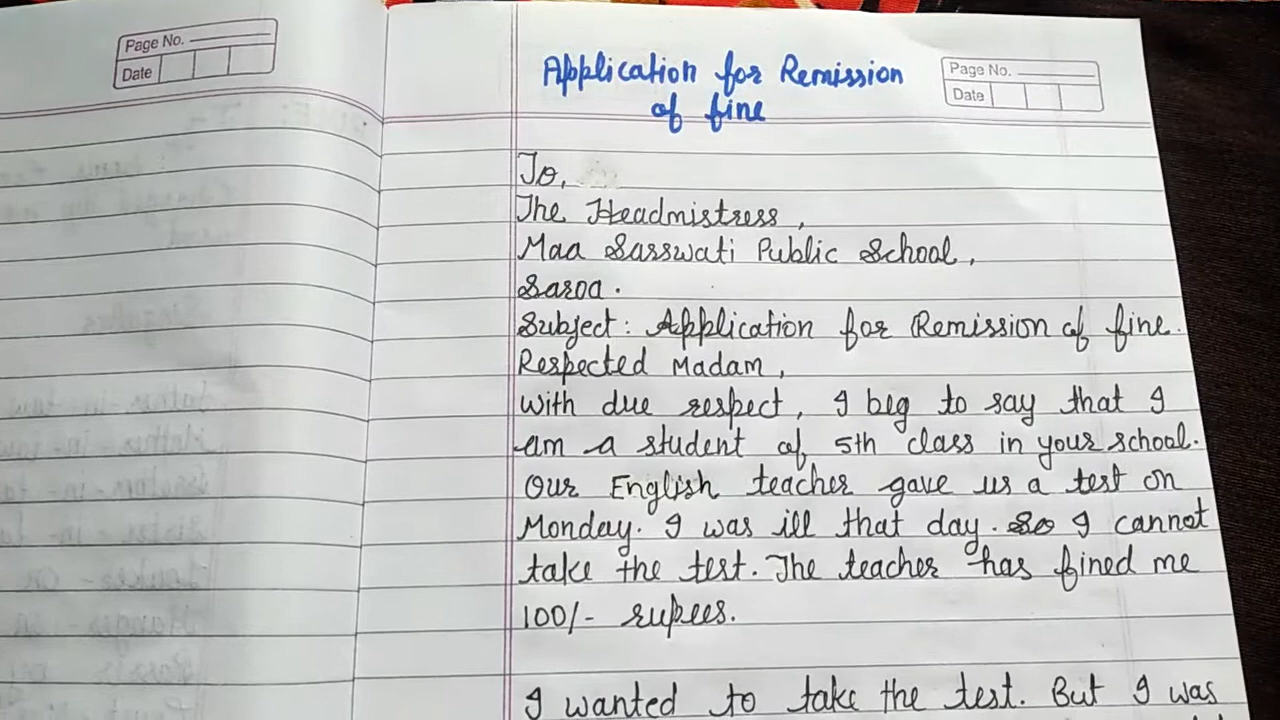 Page No.
Date
Page No.
Date
Application for Remission
of fine
To,
The Headmistress,
Maa Sarswati Public School,
Saroa.
Subject: Application for Remission of fine.
Respected Madam,
With due respect, I beg to say that I
am a student of 5th class in your school.
Our English teacher gave us a test on
Monday. I was ill that day. So I cannot
take the test. The teacher has fined me
100/- rupees.
I wanted to take the test. But I was